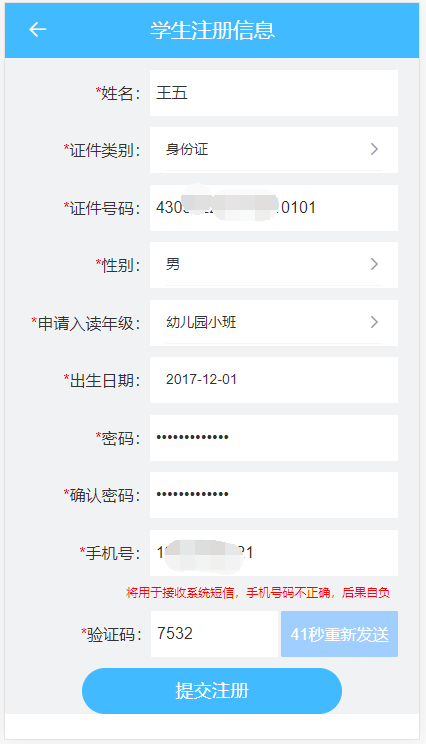 学生注册信息
*姓名： 王五
*证件类别： 身份证
*证件号码： 430 0101
*性别： 男
*申请入读年级： 幼儿园小班
*出生日期： 2017-12-01
*密码： •••••••••••••
*确认密码： •••••••••••••
*手机号： 1 1
将用于接收系统短信，手机号码不正确，后果自负
*验证码： 7532 41秒重新发送
提交注册